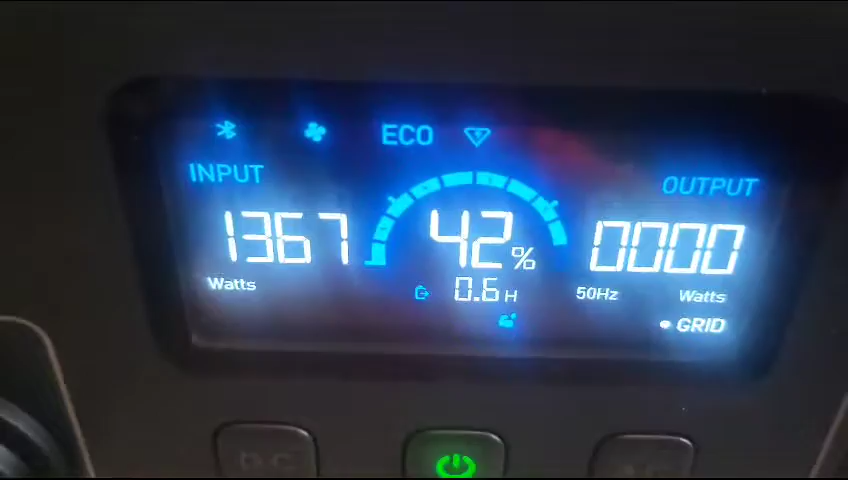 ECO
INPUT
OUTPUT
1367
42%
0000
Watts
0.6 H
50Hz
Watts
GRID
DC
AC